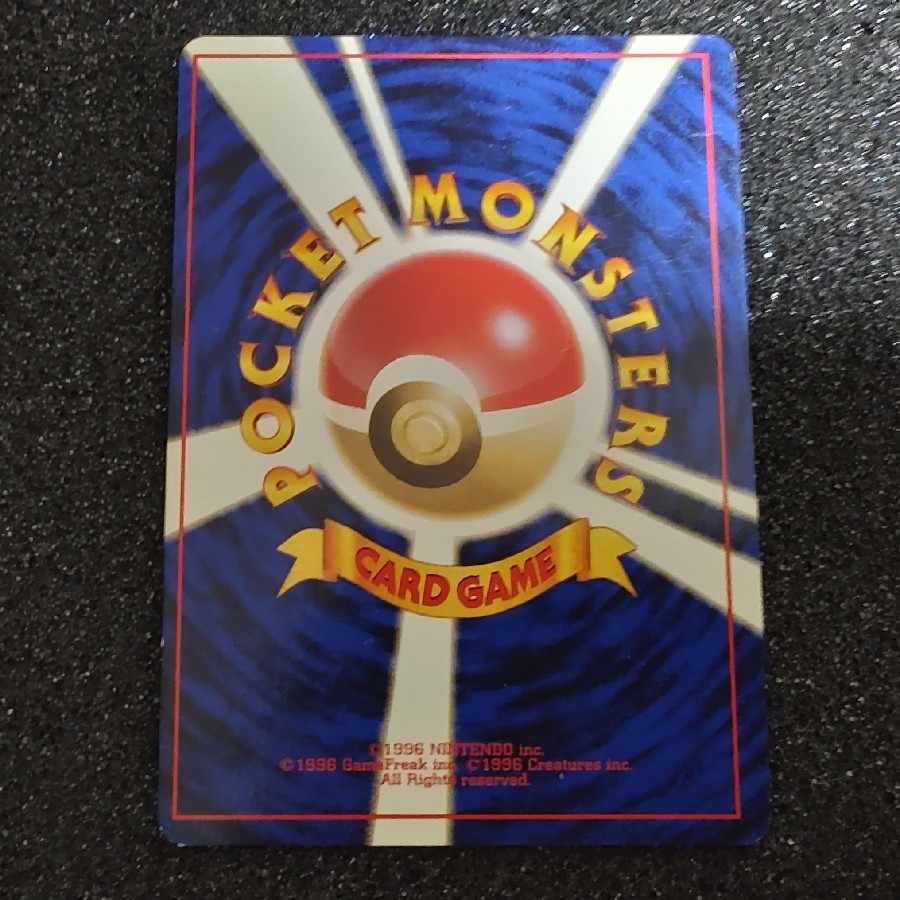 POCKET MONSTERS
CARD GAME
©1996 NINTENDO inc.
©1996 GameFreak inc. ©1996 Creatures inc.
All Rights reserved.